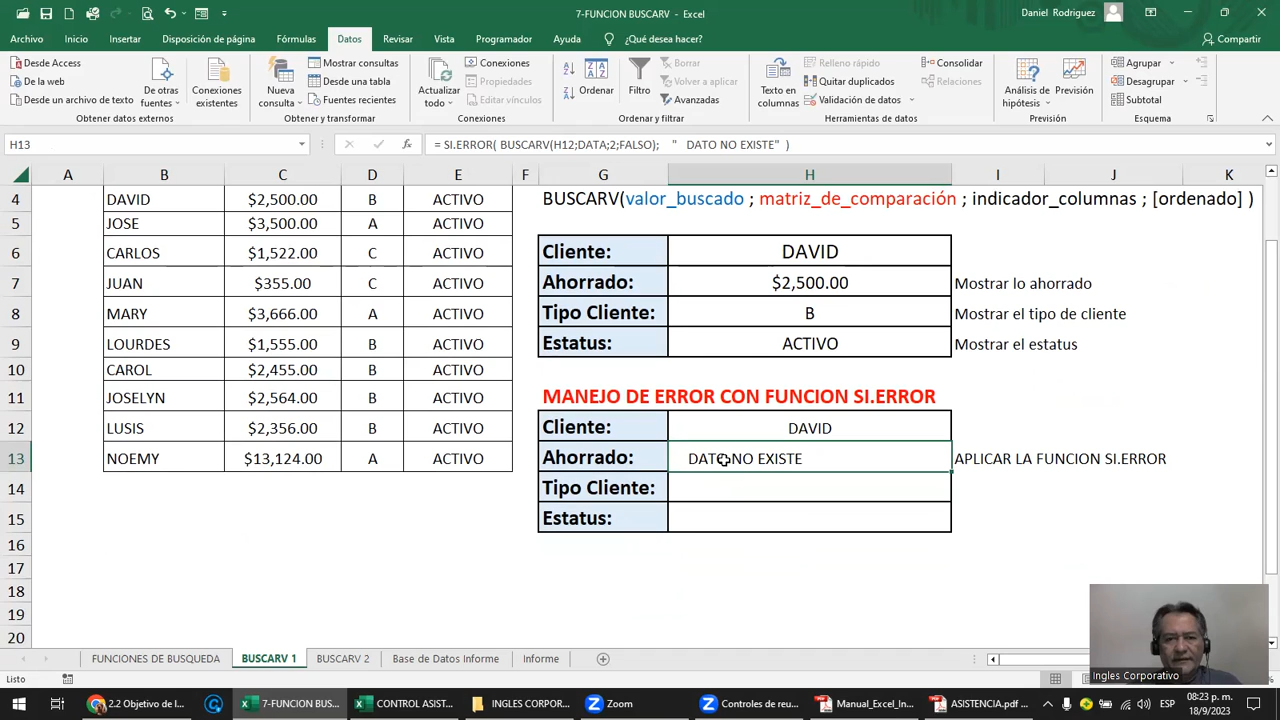 7-FUNCION BUSCARV - Excel
Daniel Rodriguez
Archivo Inicio Insertar Disposición de página Fórmulas Datos Revisar Vista Programador Ayuda ¿Qué desea hacer? Compartir
Desde Access
De la web
Desde un archivo de texto
De otras fuentes
Conexiones existentes
Obtener datos externos
Nueva consulta
Mostrar consultas
Desde una tabla
Fuentes recientes
Obtener y transformar
Actualizar todo
Conexiones
Propiedades
Editar vínculos
Conexiones
Ordenar
Filtro
Borrar
Volver a aplicar
Avanzadas
Ordenar y filtrar
Texto en columnas
Relleno rápido
Quitar duplicados
Validación de datos
Consolidar
Relaciones
Herramientas de datos
Análisis de hipótesis
Previsión
Previsión
Agrupar
Desagrupar
Subtotal
Esquema
H13 fx = SI.ERROR( BUSCARV(H12;DATA;2;FALSO); " DATO NO EXISTE" )
A B C D E F G H I J K
4 DAVID $2,500.00 B ACTIVO BUSCARV(valor_buscado ; matriz_de_comparación ; indicador_columnas ; [ordenado] )
5 JOSE $3,500.00 A ACTIVO
6 CARLOS $1,522.00 C ACTIVO Cliente: DAVID
7 JUAN $355.00 C ACTIVO Ahorrado: $2,500.00 Mostrar lo ahorrado
8 MARY $3,666.00 A ACTIVO Tipo Cliente: B Mostrar el tipo de cliente
9 LOURDES $1,555.00 B ACTIVO Estatus: ACTIVO Mostrar el estatus
10 CAROL $2,455.00 B ACTIVO
11 JOSELYN $2,564.00 B ACTIVO MANEJO DE ERROR CON FUNCION SI.ERROR
12 LUSIS $2,356.00 B ACTIVO Cliente: DAVID
13 NOEMY $13,124.00 A ACTIVO Ahorrado: DATO NO EXISTE APLICAR LA FUNCION SI.ERROR
14 Tipo Cliente:
15 Estatus:
16
17
18
19
20
Ingles Corporativo
FUNCIONES DE BUSQUEDA BUSCARV 1 BUSCARV 2 Base de Datos Informe Informe
Listo
2.2 Objetivo de l... 7-FUNCION BUS... CONTROL ASIST... INGLES CORPOR... Zoom Controles de reu... Manual_Excel_In... ASISTENCIA.pdf ... ESP 08:23 p. m.
18/9/2023